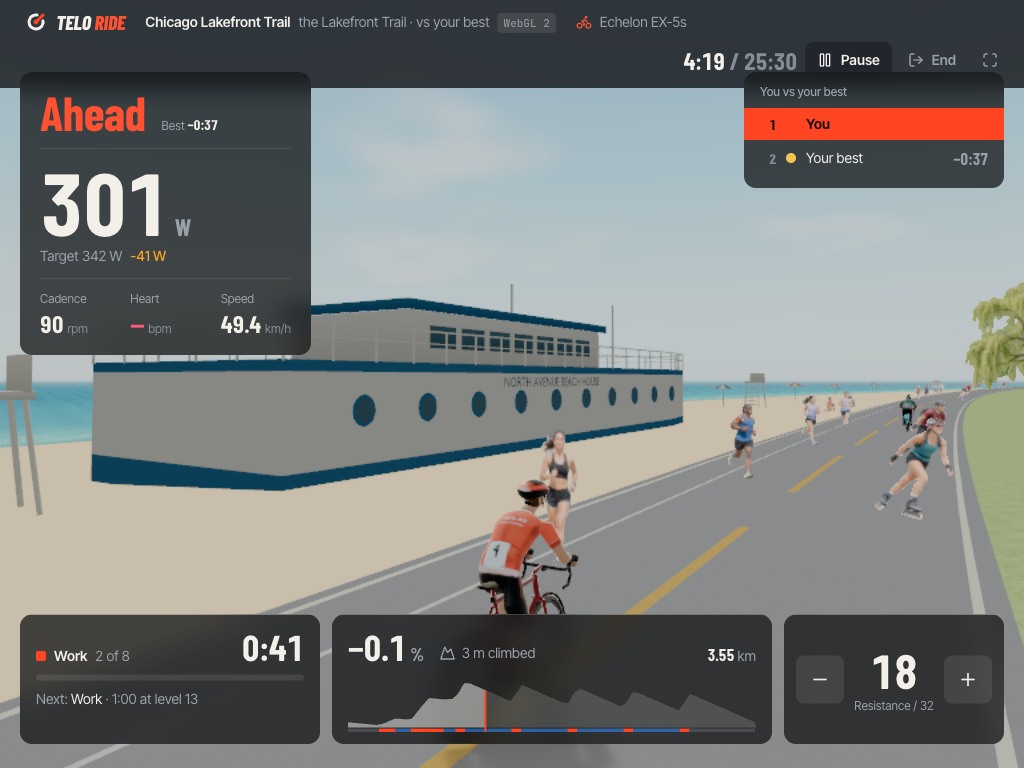 TELO RIDE Chicago Lakefront Trail the Lakefront Trail · vs your best WebGL 2 Echelon EX-5s
4:19 / 25:30 Pause End
Ahead Best −0:37
301 W
Target 342 W -41 W
Cadence Heart Speed
90 rpm – bpm 49.4 km/h
You vs your best
1 You
2 Your best −0:37
NORTH AVENUE BEACH HOUSE
Work 2 of 8 0:41
Next: Work · 1:00 at level 13
−0.1 % 3 m climbed 3.55 km
− 18 +
Resistance / 32